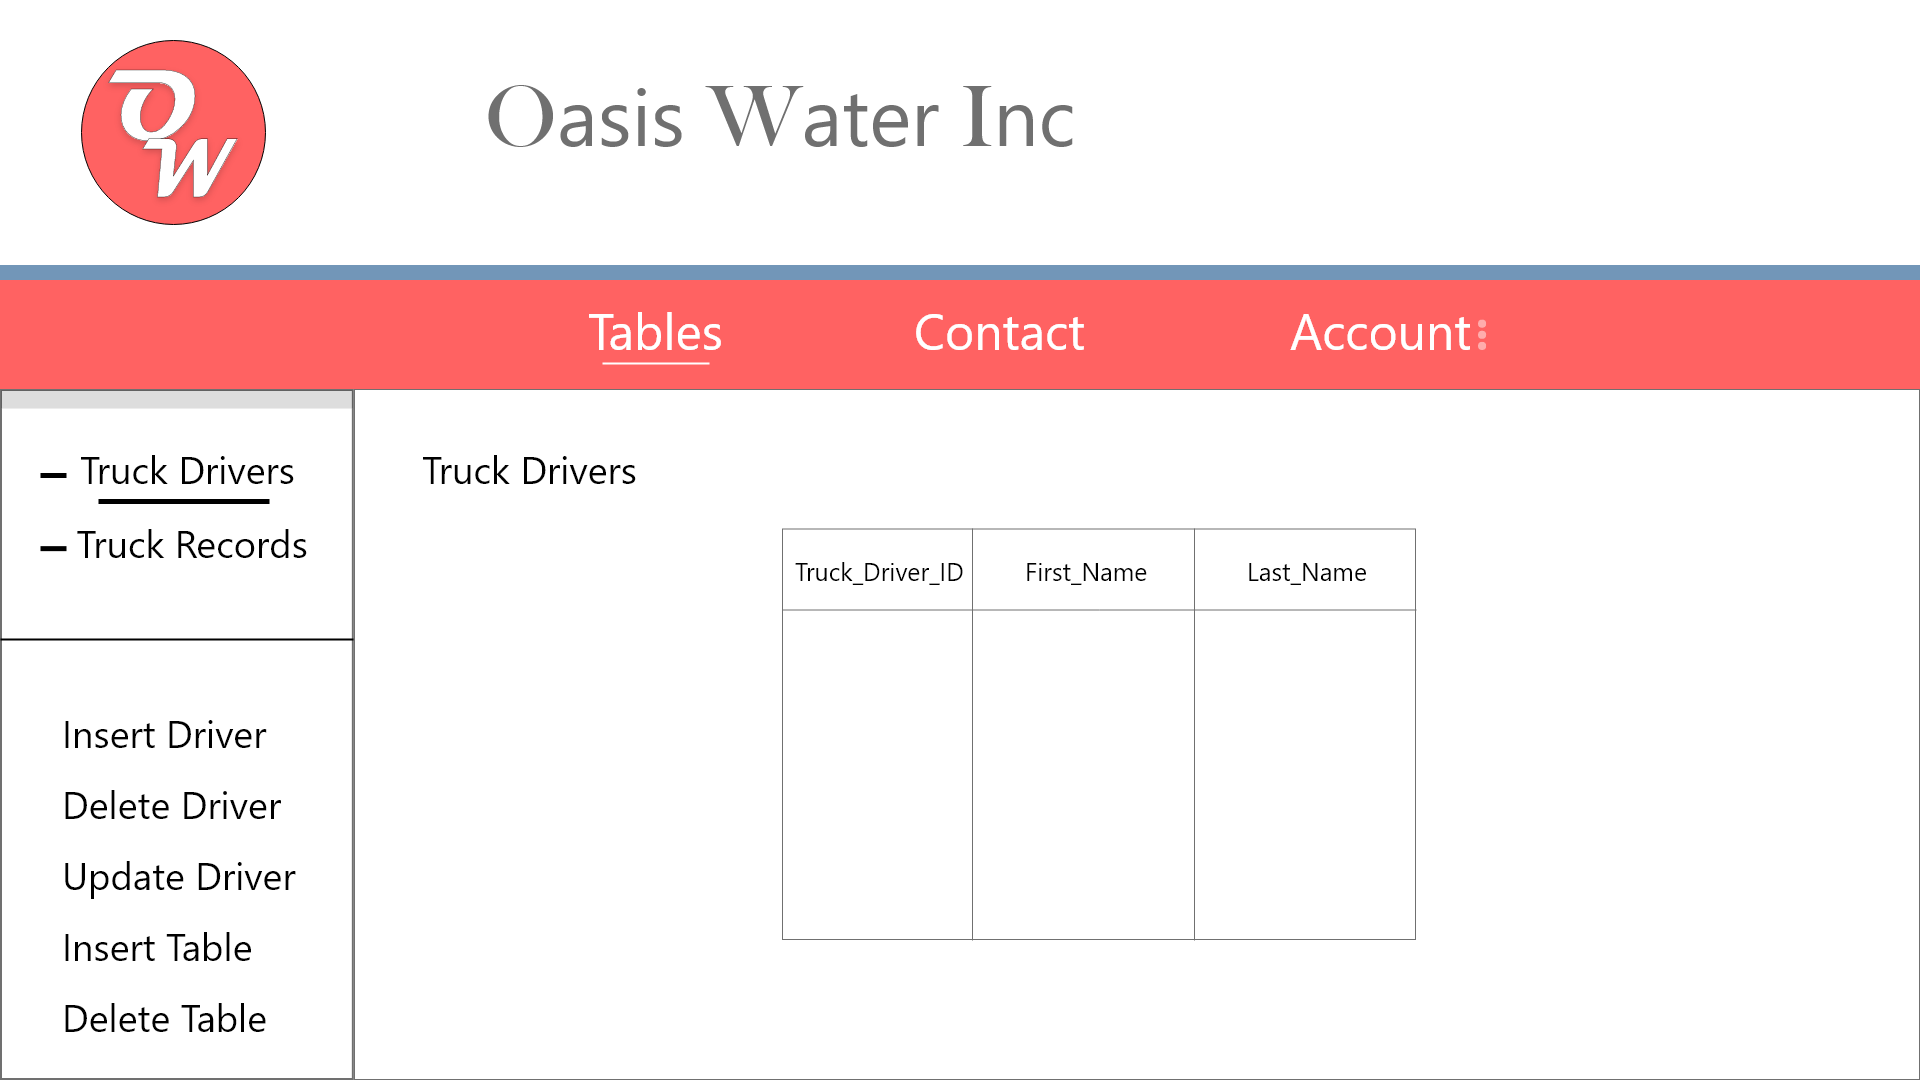 OW
Oasis Water Inc
Tables Contact Account
Truck Drivers
Truck Records
Insert Driver
Delete Driver
Update Driver
Insert Table
Delete Table
Truck Drivers
Truck_Driver_ID First_Name Last_Name